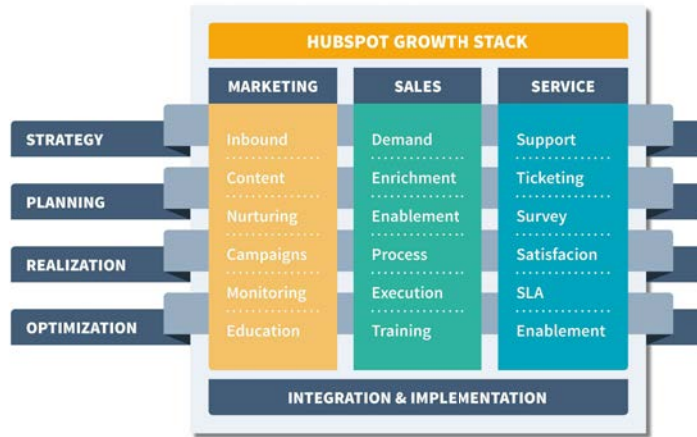 HUBSPOT GROWTH STACK
MARKETING
SALES
SERVICE
STRATEGY
PLANNING
REALIZATION
OPTIMIZATION
Inbound
Content
Nurturing
Campaigns
Monitoring
Education
Demand
Enrichment
Enablement
Process
Execution
Training
Support
Ticketing
Survey
Satisfacion
SLA
Enablement
INTEGRATION & IMPLEMENTATION